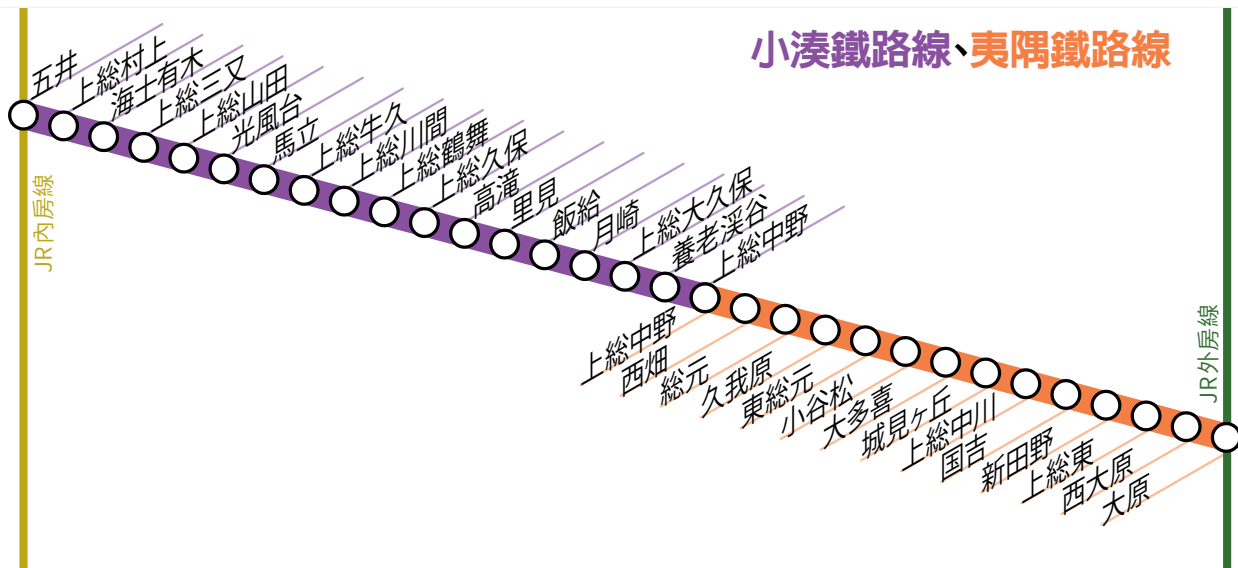 小湊鐵路線、夷隅鐵路線
五井
上総村上
海士有木
上総三又
上総山田
光風台
馬立
上総牛久
上総川間
上総鶴舞
上総久保
高滝
里見
飯給
月崎
上総大久保
養老渓谷
上総中野
JR內房線
上総中野
西畑
総元
久我原
東総元
小谷松
大多喜
城見ヶ丘
上総中川
国吉
新田野
上総東
西大原
大原
JR外房線